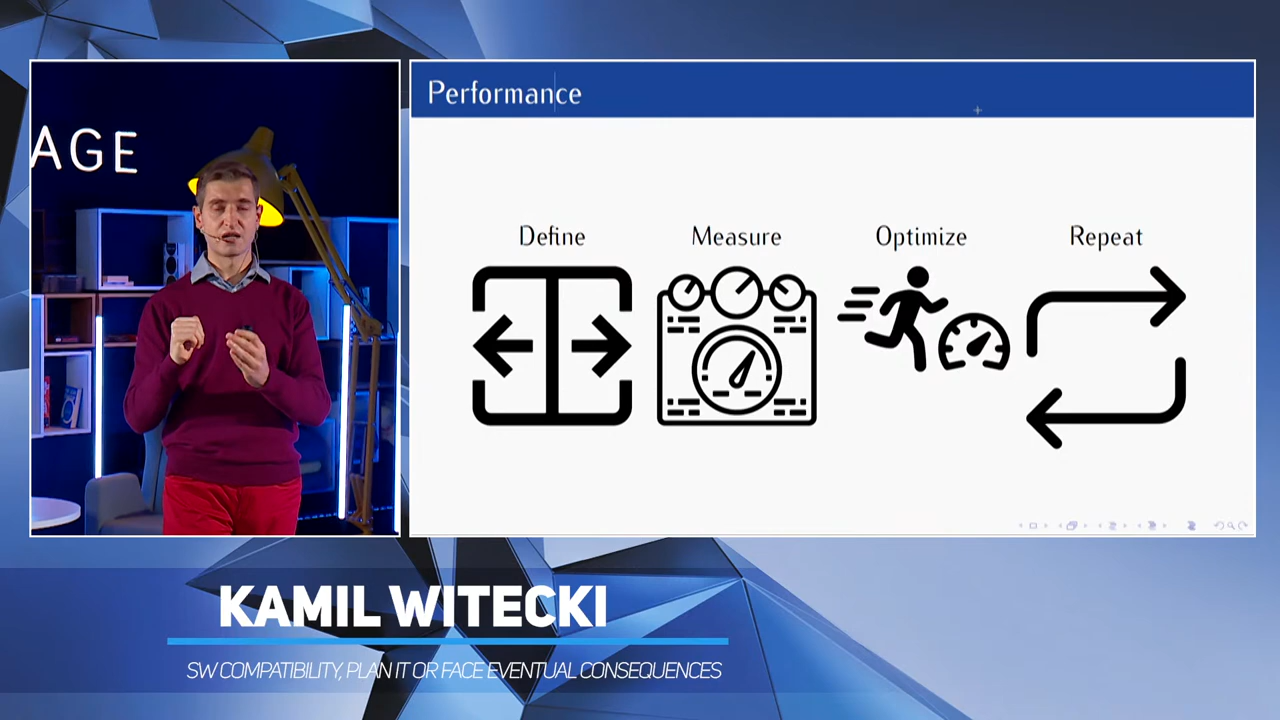 AGE
Performance
Define
Measure
Optimize
Repeat
KAMIL WITECKI
SW COMPATIBILITY, PLAN IT OR FACE EVENTUAL CONSEQUENCES